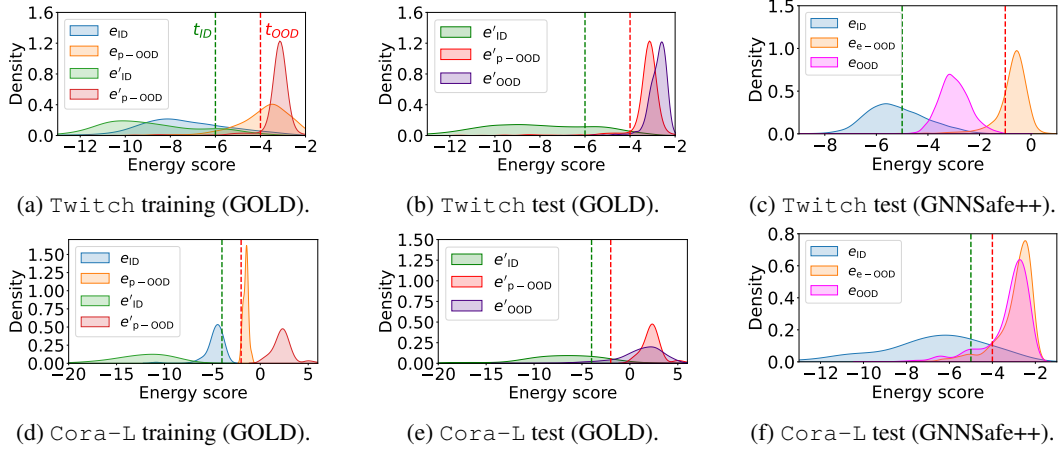 1.6
1.2
0.8
0.4
0.0
Density
e_ID
e_p−OOD
e′_ID
e′_p−OOD
t_ID
t_OOD
−12 −10 −8 −6 −4 −2
Energy score
(a) Twitch training (GOLD).
1.6
1.2
0.8
0.4
0.0
Density
e′_ID
e′_p−OOD
e′_OOD
−12 −10 −8 −6 −4 −2
Energy score
(b) Twitch test (GOLD).
1.5
1.2
0.9
0.6
0.3
0.0
Density
e_ID
e_e−OOD
e_OOD
−8 −6 −4 −2 0
Energy score
(c) Twitch test (GNNSafe++).
1.50
1.25
1.00
0.75
0.50
0.25
0.00
Density
e_ID
e_p−OOD
e′_ID
e′_p−OOD
−20 −15 −10 −5 0 5
Energy score
(d) Cora-L training (GOLD).
1.50
1.25
1.00
0.75
0.50
0.25
0.00
Density
e′_ID
e′_p−OOD
e′_OOD
−20 −15 −10 −5 0 5
Energy score
(e) Cora-L test (GOLD).
0.8
0.6
0.4
0.2
0.0
Density
e_ID
e_e−OOD
e_OOD
−12 −10 −8 −6 −4 −2
Energy score
(f) Cora-L test (GNNSafe++).